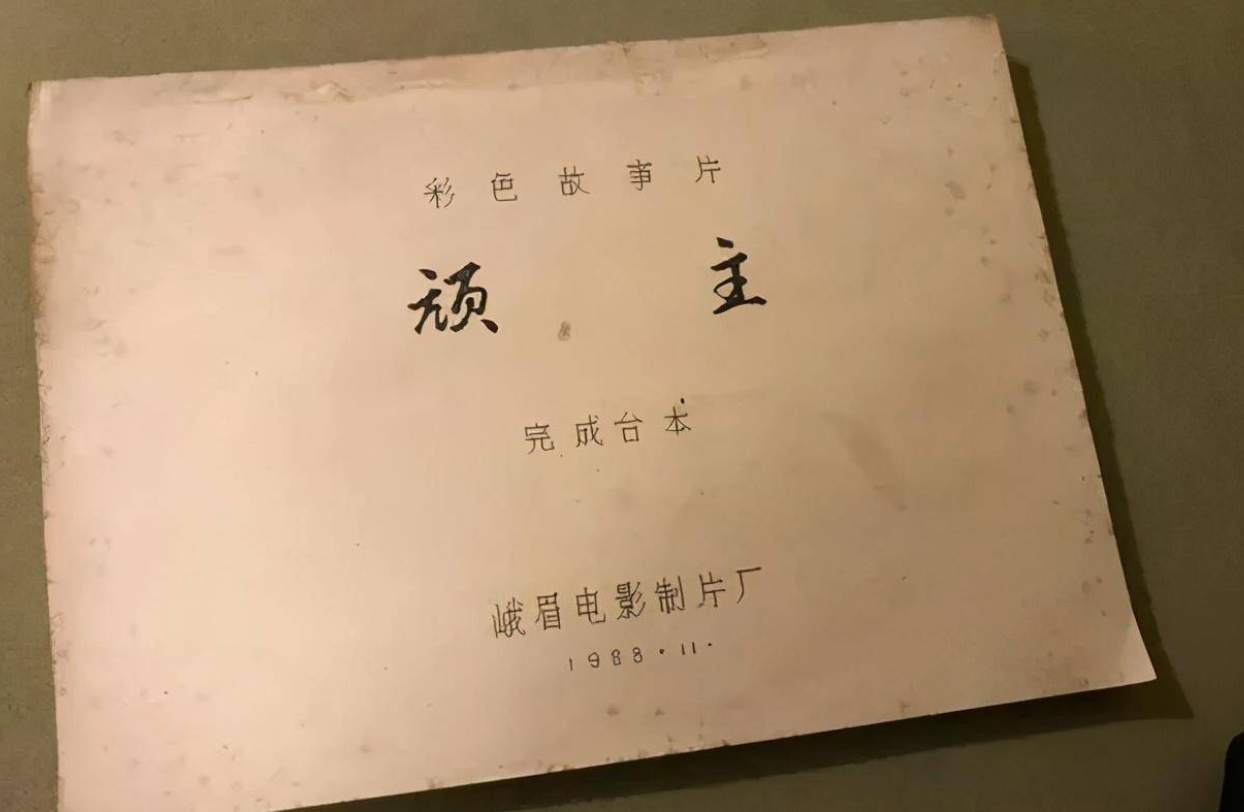 彩色故事片
顽主
完成台本
峨眉电影制片厂
1988·11·